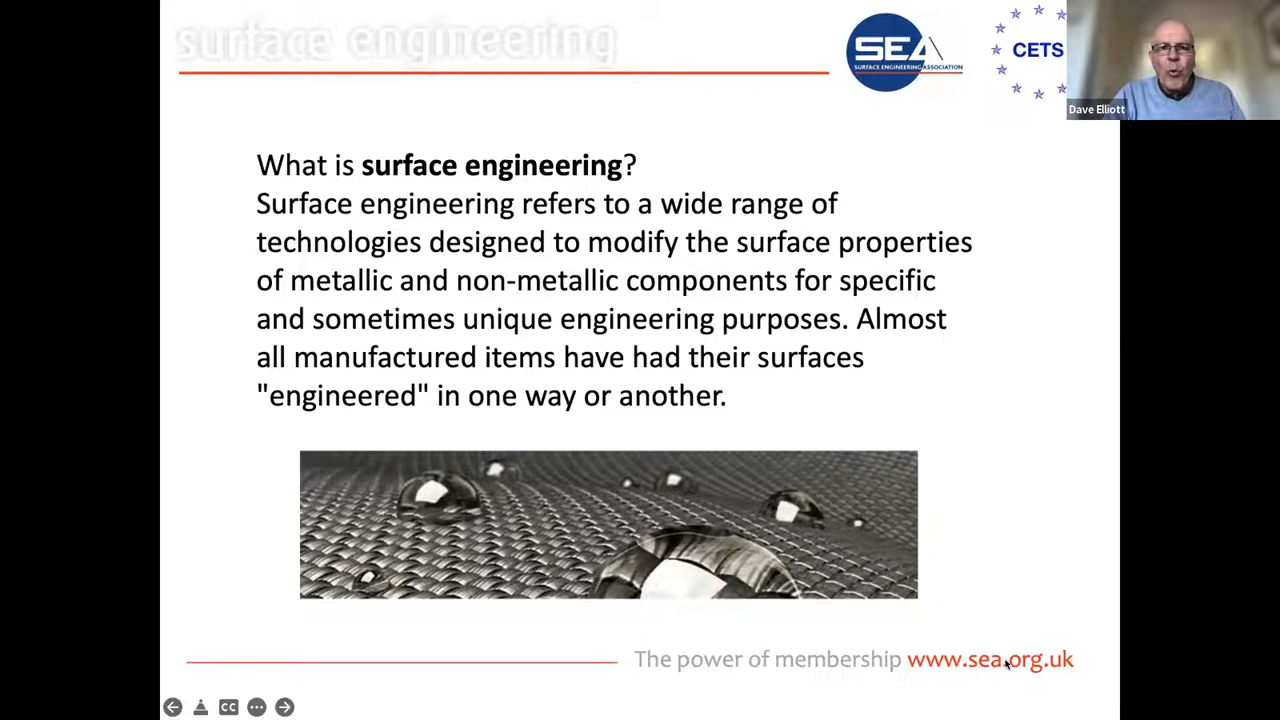 surface engineering
SEA
SURFACE ENGINEERING ASSOCIATION
CETS
Dave Elliott
What is surface engineering?
Surface engineering refers to a wide range of
technologies designed to modify the surface properties
of metallic and non-metallic components for specific
and sometimes unique engineering purposes. Almost
all manufactured items have had their surfaces
"engineered" in one way or another.
The power of membership www.sea.org.uk
CC